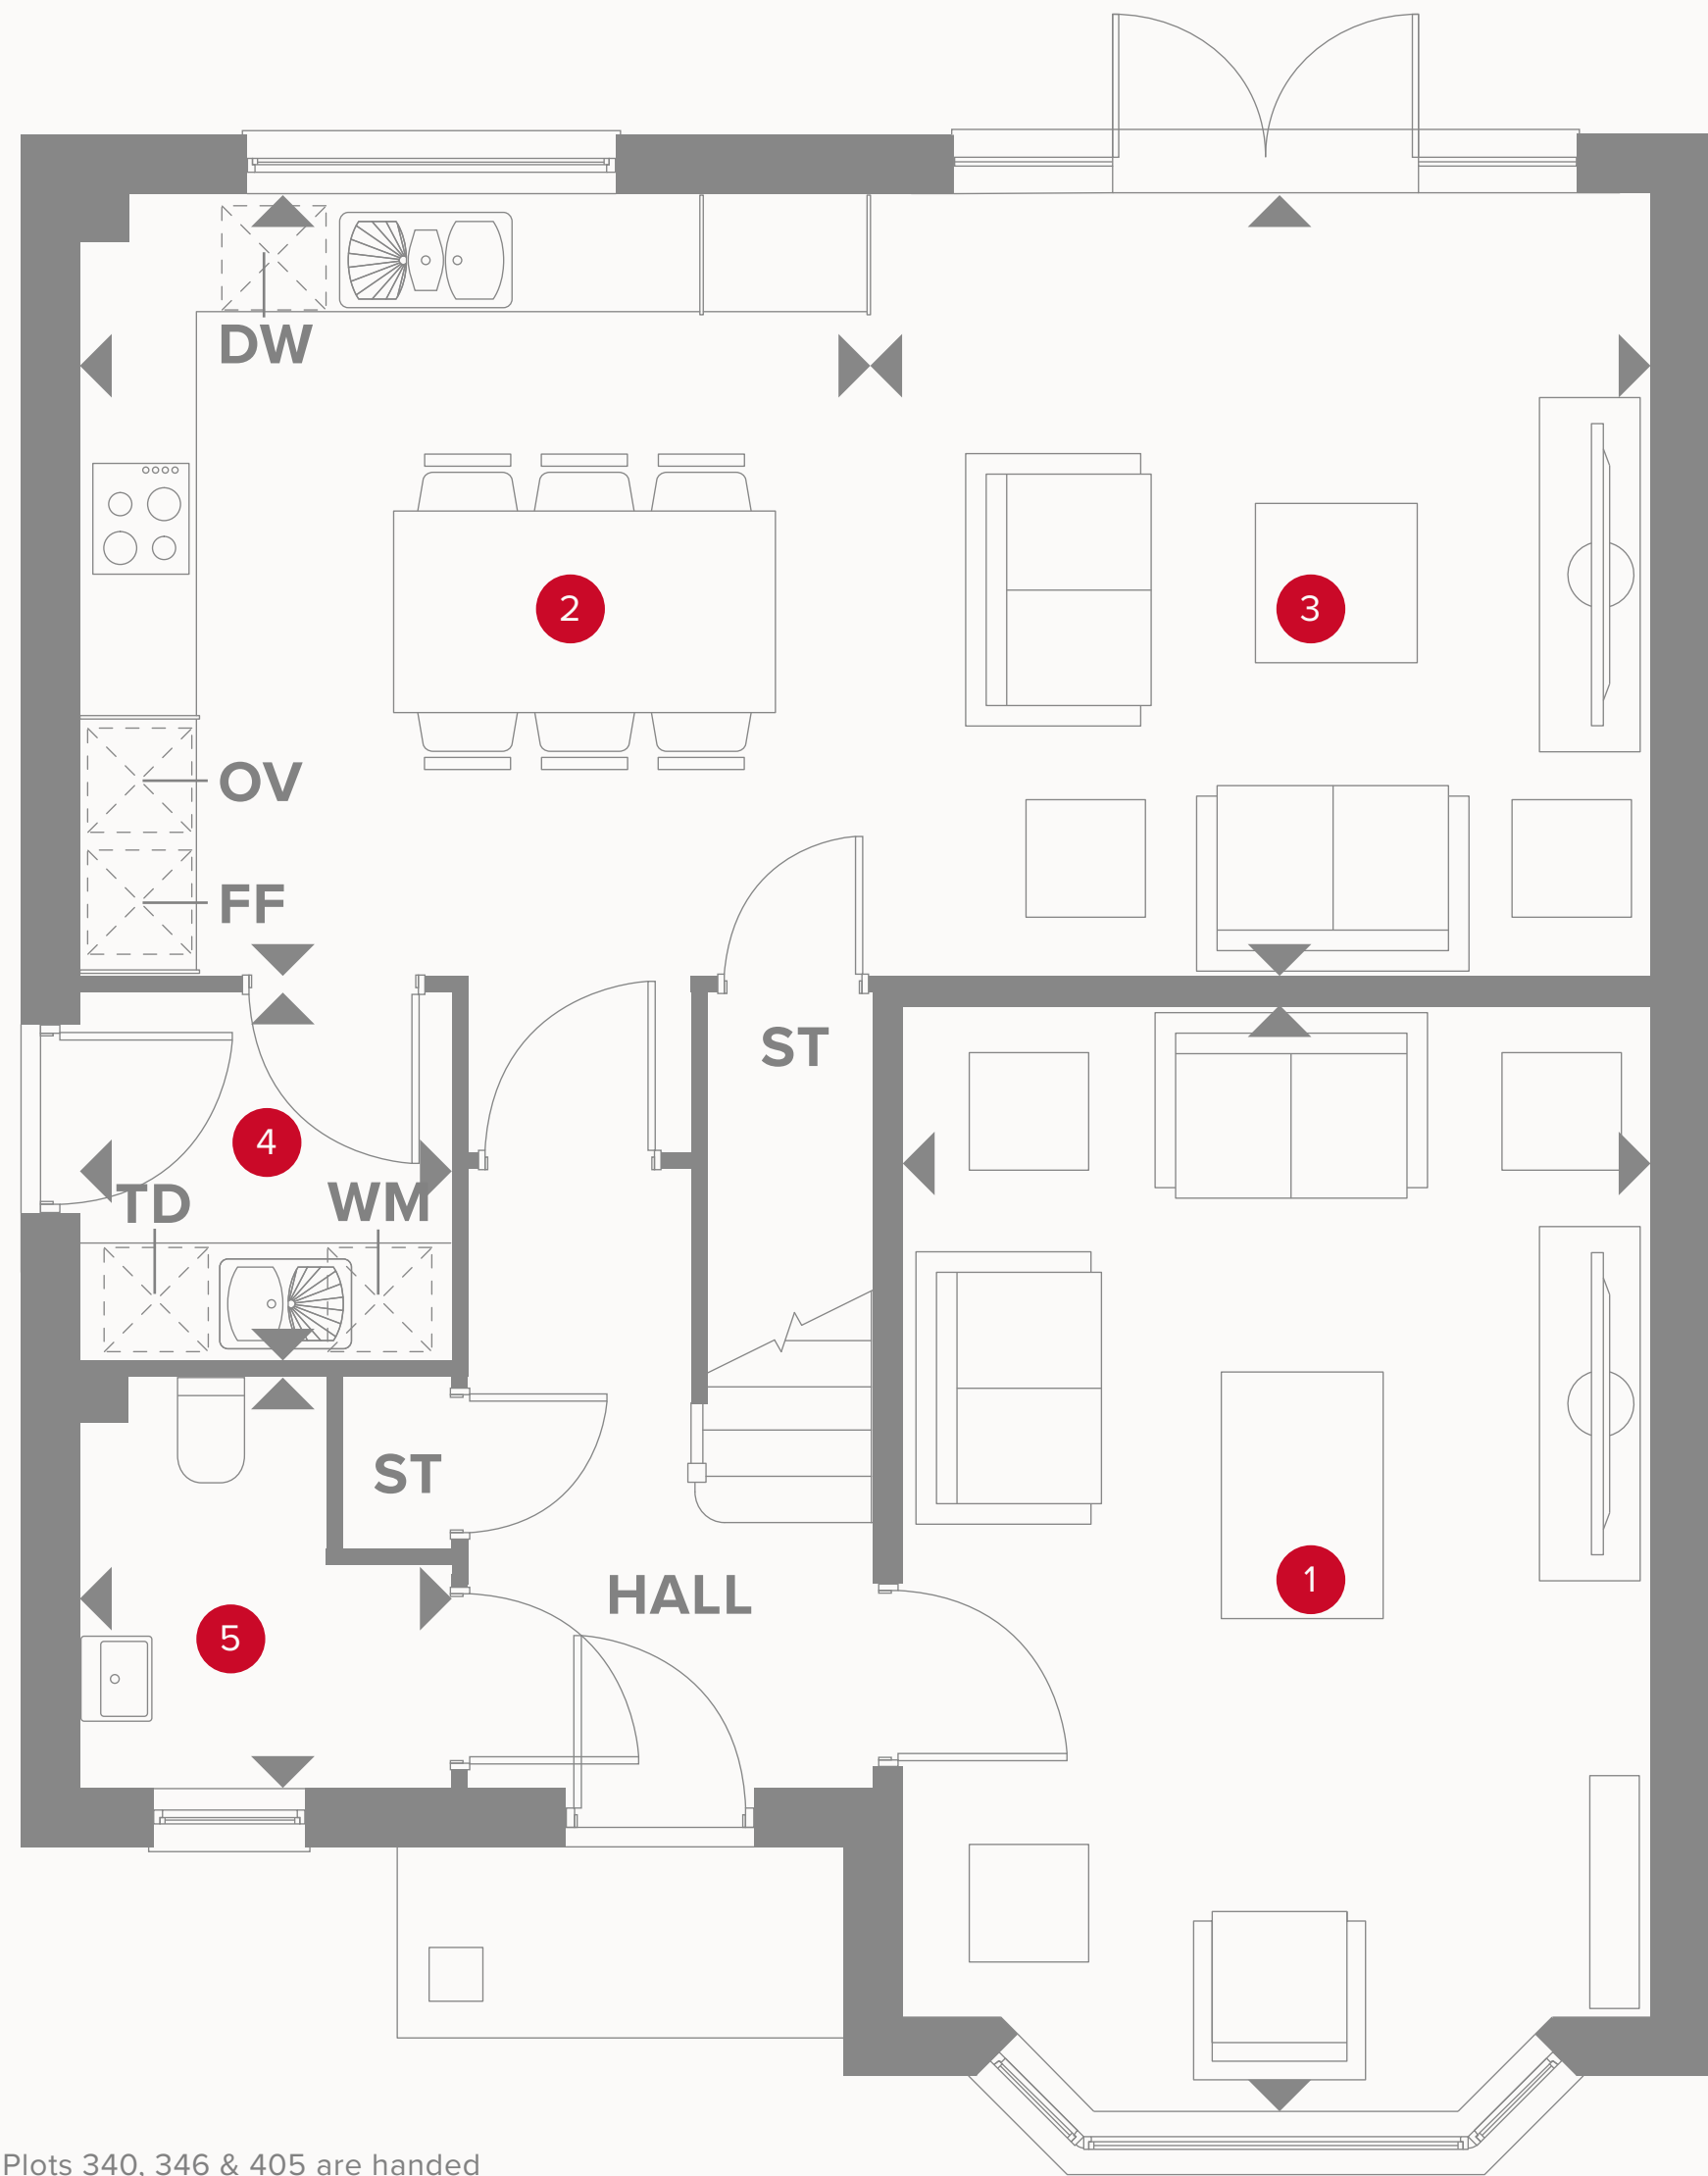 DW
2
3
OV
FF
ST
4
TD
WM
ST
HALL
1
5
Plots 340, 346 & 405 are handed